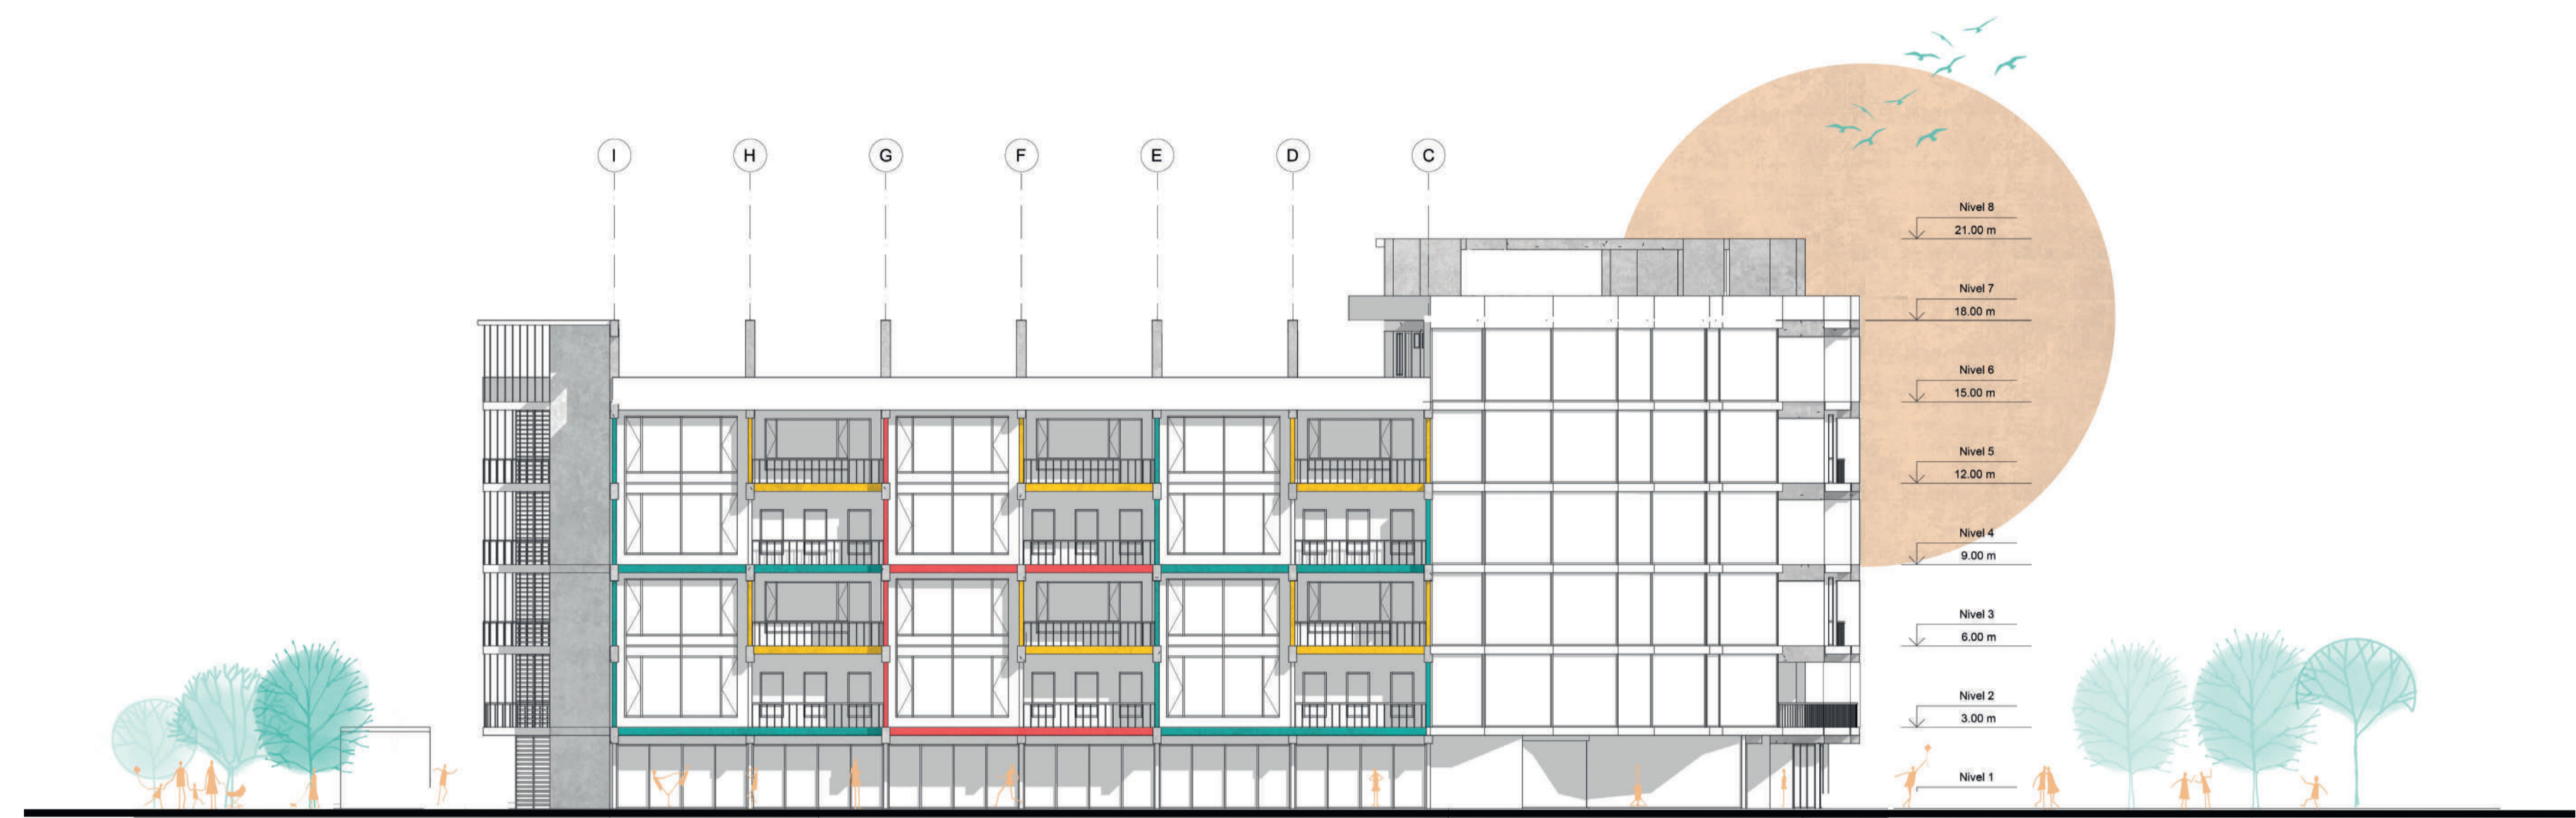 I H G F E D C
Nivel 8
21.00 m
Nivel 7
18.00 m
Nivel 6
15.00 m
Nivel 5
12.00 m
Nivel 4
9.00 m
Nivel 3
6.00 m
Nivel 2
3.00 m
Nivel 1